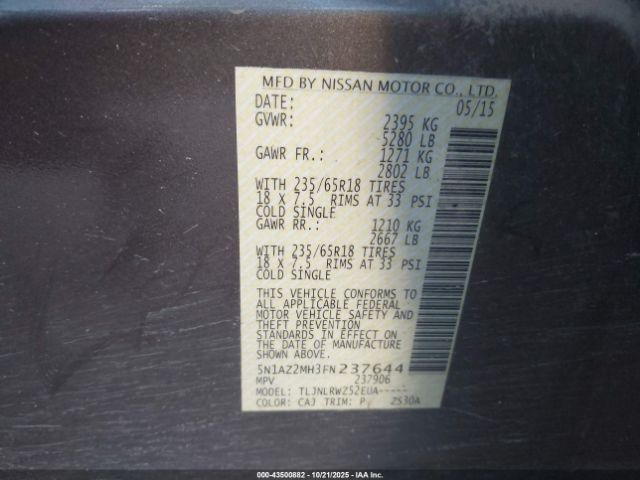 MFD BY NISSAN MOTOR CO., LTD.
DATE: 05/15
GVWR: 2395 KG
5280 LB
GAWR FR.: 1271 KG
2802 LB
WITH 235/65R18 TIRES
18 X 7.5 RIMS AT 33 PSI
COLD SINGLE
GAWR RR.: 1210 KG
2667 LB
WITH 235/65R18 TIRES
18 X 7.5 RIMS AT 33 PSI
COLD SINGLE
THIS VEHICLE CONFORMS TO
ALL APPLICABLE FEDERAL
MOTOR VEHICLE SAFETY AND
THEFT PREVENTION
STANDARDS IN EFFECT ON
THE DATE OF MANUFACTURE
SHOWN ABOVE.
5N1AZ2MH3FN237644
MPV 237906
MODEL: TLJNLRWZ52EUA-----
COLOR: CAJ TRIM: P 2S30A
000-43500882 - 10/21/2025 - IAA Inc.